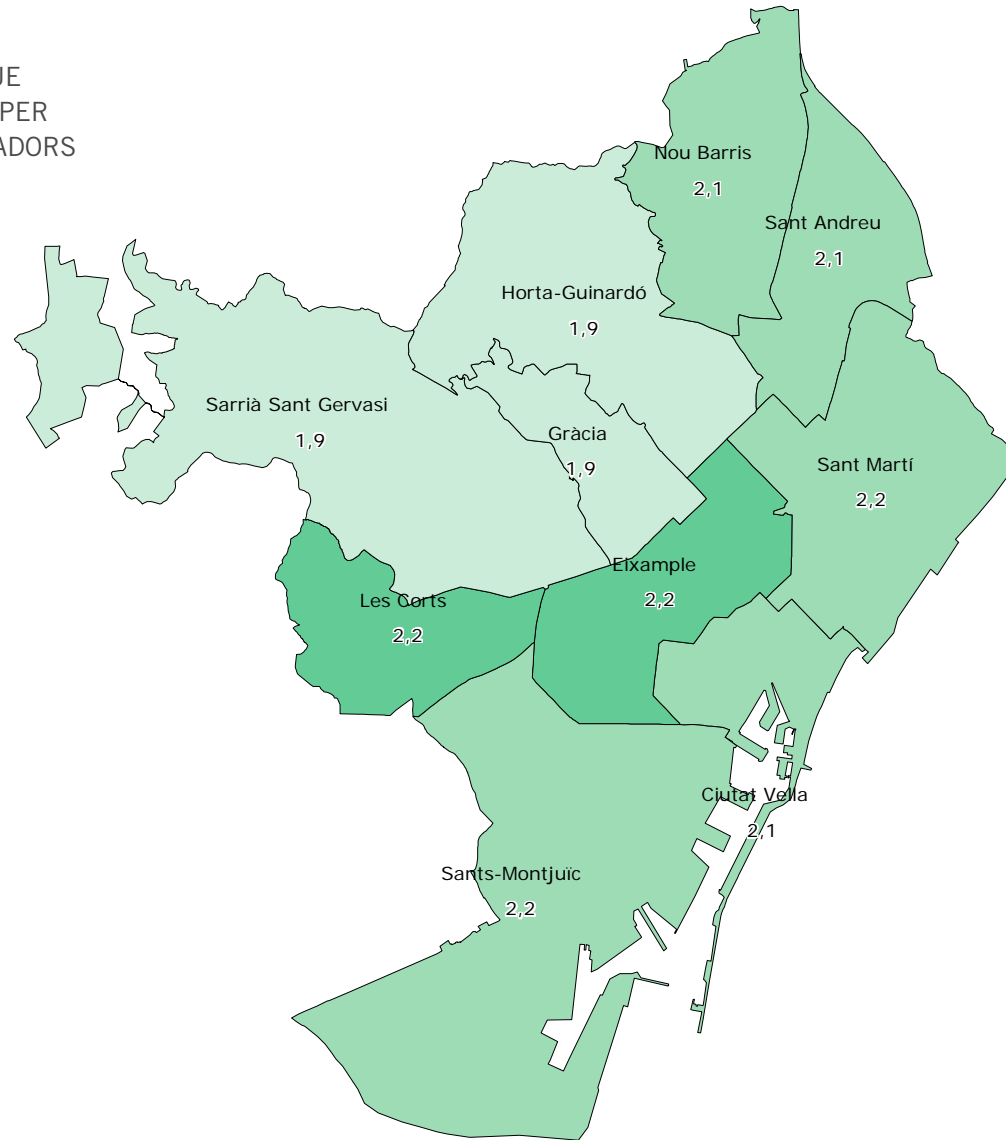 PER
Nou Barris
2,1
Sant Andreu
2,1
Horta-Guinardó
1,9
Sarrià Sant Gervasi
1,9
Gràcia
1,9
Sant Martí
2,2
Eixample
2,2
Les Corts
2,2
Ciutat Vella
2,1
Sants-Montjuïc
2,2